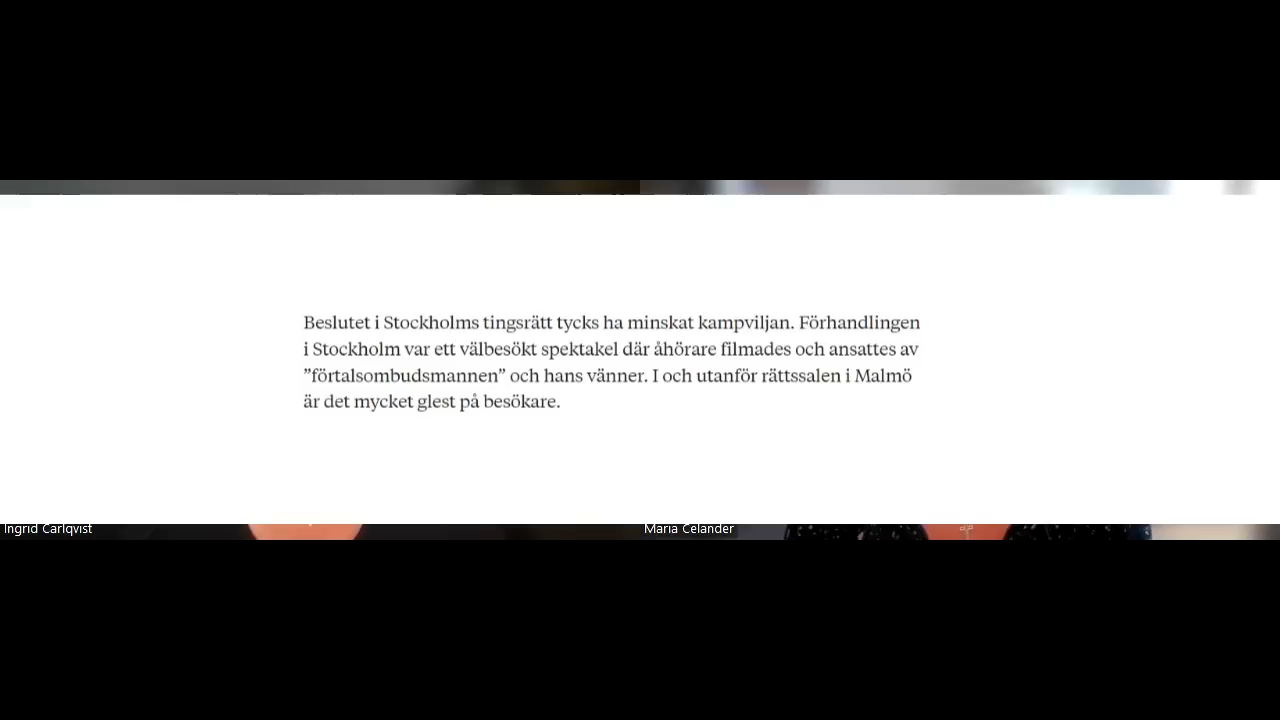 Beslutet i Stockholms tingsrätt tycks ha minskat kampviljan. Förhandlingen
i Stockholm var ett välbesökt spektakel där åhörare filmades och ansattes av
”förtalsombudsmannen” och hans vänner. I och utanför rättssalen i Malmö
är det mycket glest på besökare.
Ingrid Carlqvist
Maria Celander